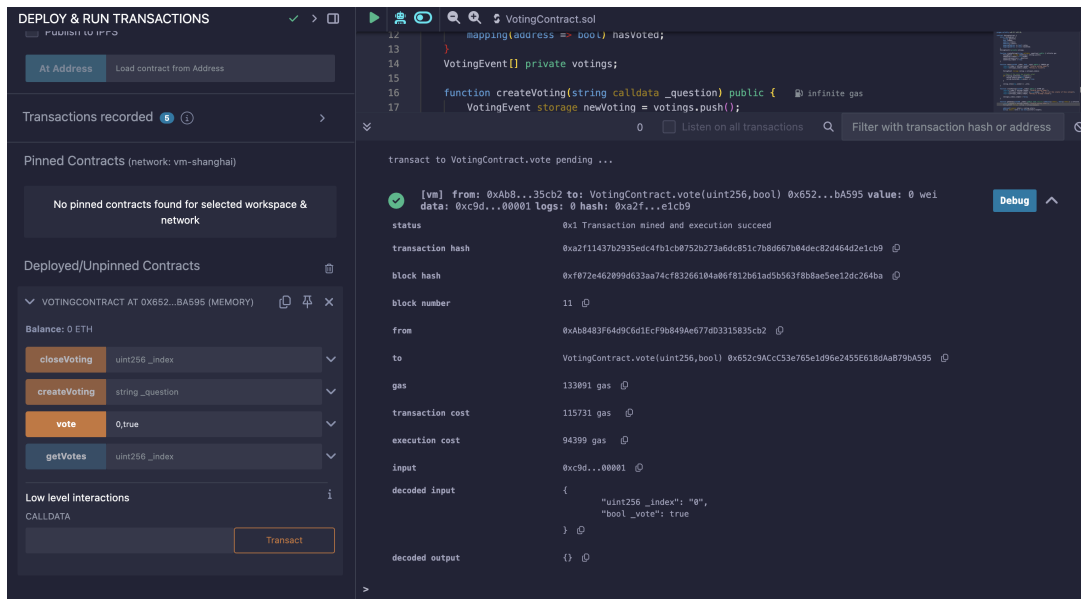 DEPLOY & RUN TRANSACTIONS
Publish to IPFS
At Address Load contract from Address
Transactions recorded 5 i
Pinned Contracts (network: vm-shanghai)
No pinned contracts found for selected workspace &
network
Deployed/Unpinned Contracts
VOTINGCONTRACT AT 0X652...BA595 (MEMORY)
Balance: 0 ETH
closeVoting uint256 _index
createVoting string _question
vote 0,true
getVotes uint256 _index
Low level interactions i
CALLDATA
Transact
VotingContract.sol
12 mapping(address => bool) hasVoted;
13 }
14 VotingEvent[] private votings;
15
16 function createVoting(string calldata _question) public { infinite gas
17 VotingEvent storage newVoting = votings.push();
0 Listen on all transactions Filter with transaction hash or address
transact to VotingContract.vote pending ...
[vm] from: 0xAb8...35cb2 to: VotingContract.vote(uint256,bool) 0x652...bA595 value: 0 wei
data: 0xc9d...00001 logs: 0 hash: 0xa2f...e1cb9
Debug
status 0x1 Transaction mined and execution succeed
transaction hash 0xa2f11437b2935edc4fb1cb0752b273a6dc851c7b8d667b04dec82d464d2e1cb9
block hash 0xf072e462099d633aa74cf83266104a06f812b61ad5b563f8b8ae5ee12dc264ba
block number 11
from 0xAb8483F64d9C6d1EcF9b849Ae677dD3315835cb2
to VotingContract.vote(uint256,bool) 0x652c9ACcC53e765e1d96e2455E618dAaB79bA595
gas 133091 gas
transaction cost 115731 gas
execution cost 94399 gas
input 0xc9d...00001
decoded input {
"uint256 _index": "0",
"bool _vote": true
}
decoded output {}
>